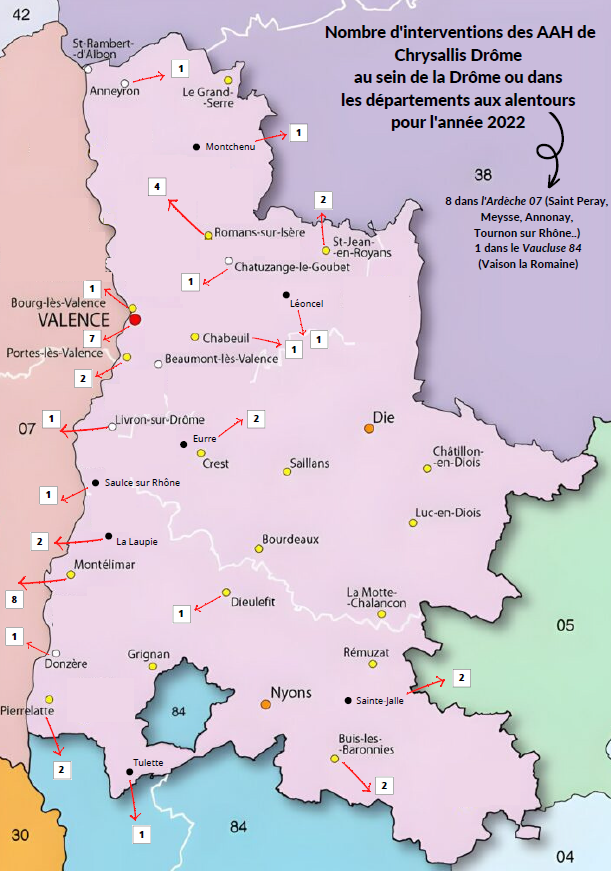 42
Nombre d'interventions des AAH de
Chrysallis Drôme
au sein de la Drôme ou dans
les départements aux alentours
pour l'année 2022
St-Rambert-
-d'Albon
1
Anneyron
Le Grand-
-Serre
Montchenu
1
38
8 dans l'Ardèche 07 (Saint Peray,
Meysse, Annonay,
Tournon sur Rhône..)
1 dans le Vaucluse 84
(Vaison la Romaine)
4
2
Romans-sur-Isère
St-Jean-
-en-Royans
Chatuzange-le-Goubet
1
1
Léoncel
Bourg-lès-Valence
VALENCE
7
Chabeuil
1
1
Portes-lès-Valence
Beaumont-lès-Valence
2
1
Livron-sur-Drôme
2
Die
07
Eurre
Crest
Saillans
Châtillon-
-en-Diois
Saulce sur Rhône
1
Luc-en-Diois
2
La Laupie
Bourdeaux
Montélimar
8
Dieulefit
1
La Motte-
-Chalancon
05
1
Donzère
Grignan
Rémuzat
2
Nyons
Sainte-Jalle
Pierrelatte
84
Buis-les-
-Baronnies
2
Tulette
2
1
30
84
04